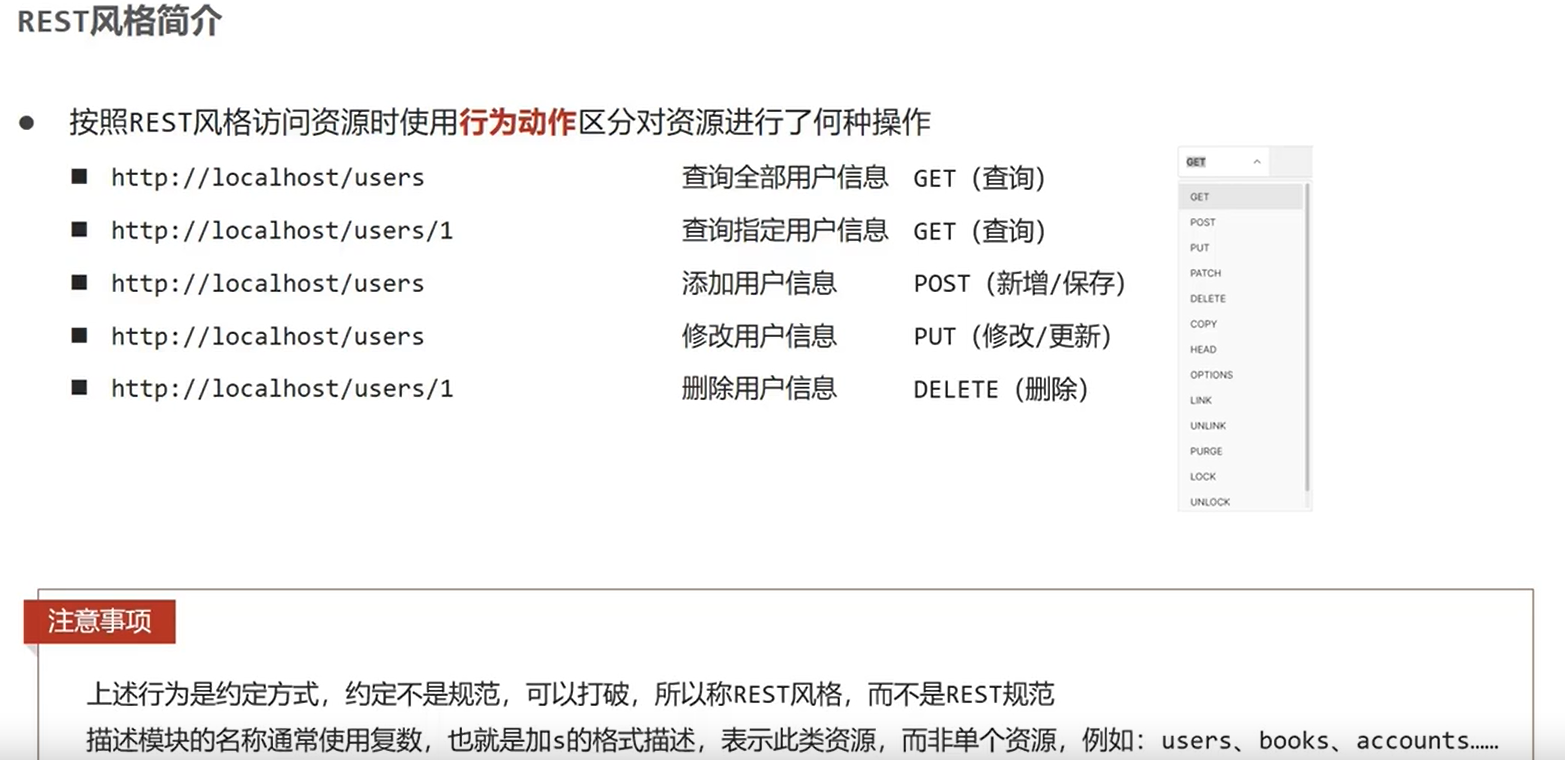 REST风格简介
按照REST风格访问资源时使用行为动作区分对资源进行了何种操作
http://localhost/users 查询全部用户信息 GET（查询）
http://localhost/users/1 查询指定用户信息 GET（查询）
http://localhost/users 添加用户信息 POST（新增/保存）
http://localhost/users 修改用户信息 PUT（修改/更新）
http://localhost/users/1 删除用户信息 DELETE（删除）
GET
GET
POST
PUT
PATCH
DELETE
COPY
HEAD
OPTIONS
LINK
UNLINK
PURGE
LOCK
UNLOCK
注意事项
上述行为是约定方式，约定不是规范，可以打破，所以称REST风格，而不是REST规范
描述模块的名称通常使用复数，也就是加s的格式描述，表示此类资源，而非单个资源，例如：users、books、accounts……